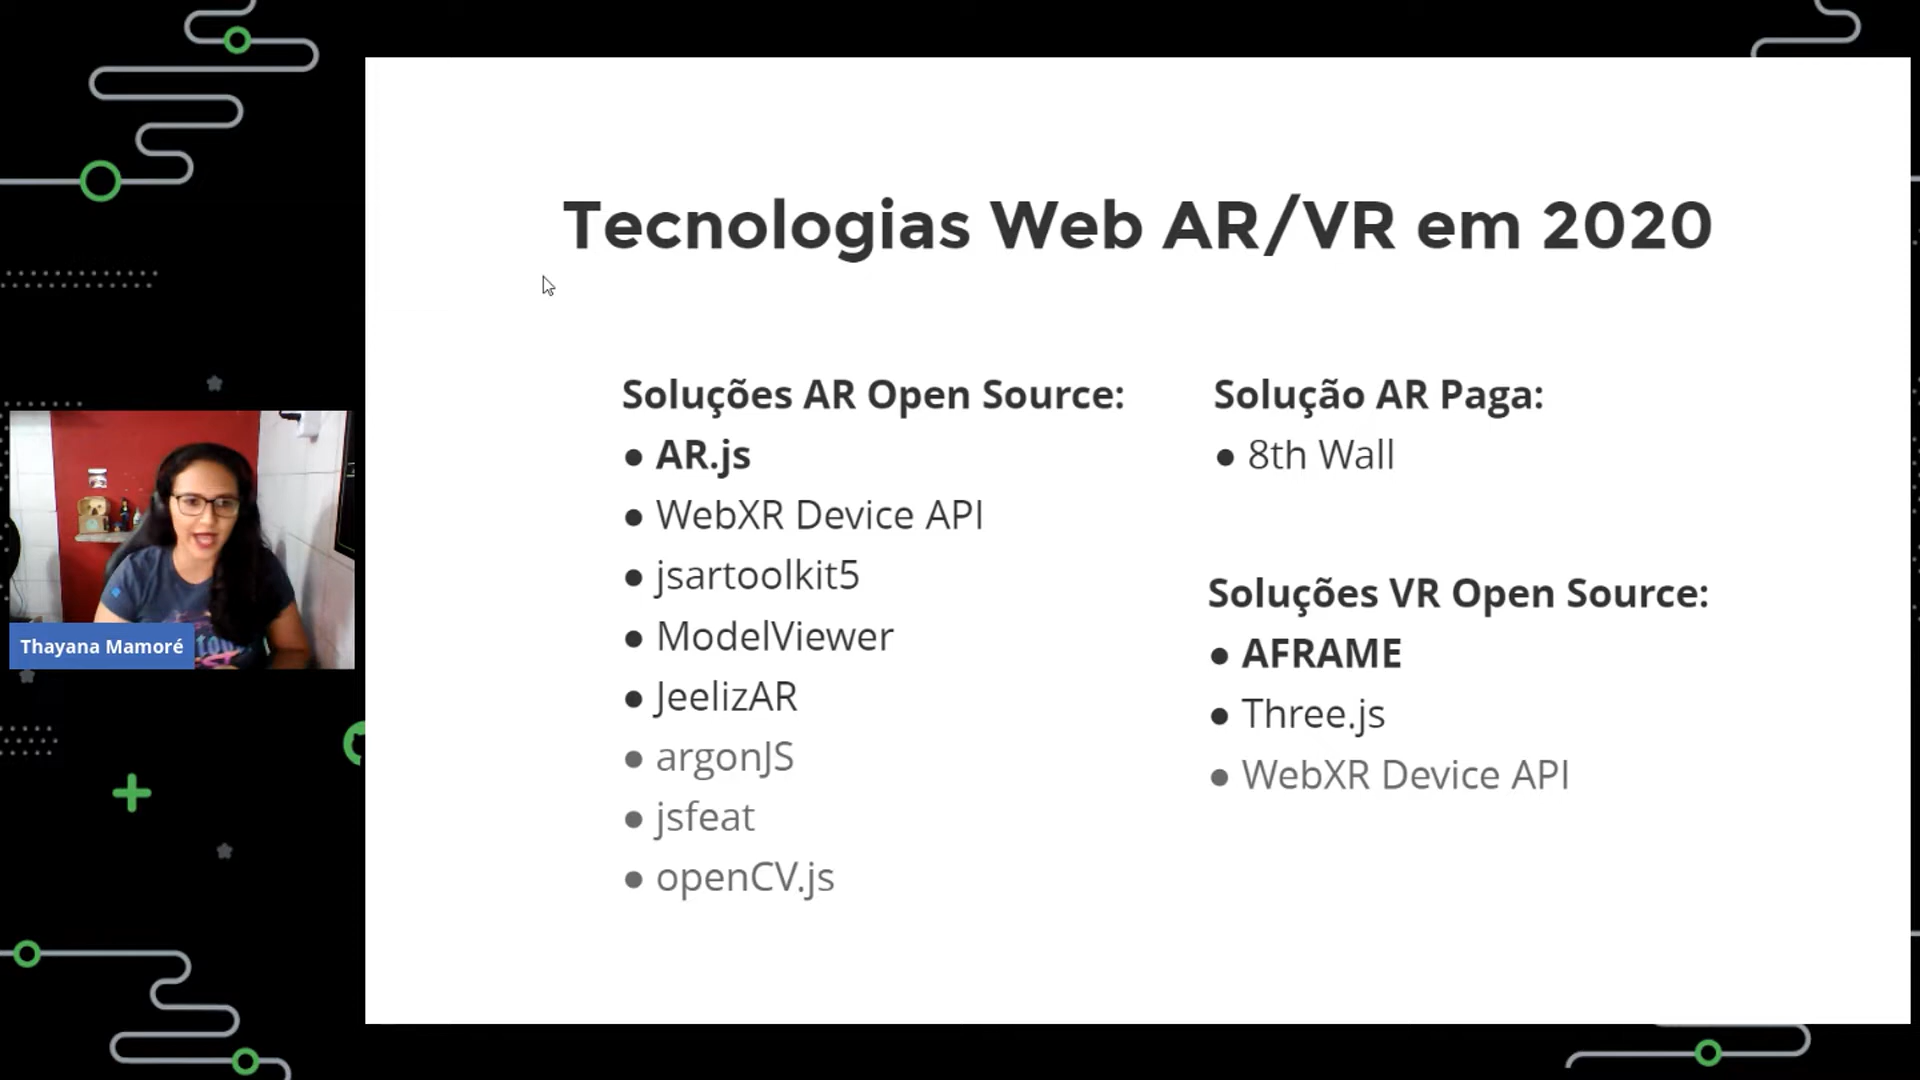 Tecnologias Web AR/VR em 2020
Soluções AR Open Source:
● AR.js
● WebXR Device API
● jsartoolkit5
● ModelViewer
● JeelizAR
● argonJS
● jsfeat
● openCV.js
Solução AR Paga:
● 8th Wall
Soluções VR Open Source:
● AFRAME
● Three.js
● WebXR Device API
Thayana Mamoré